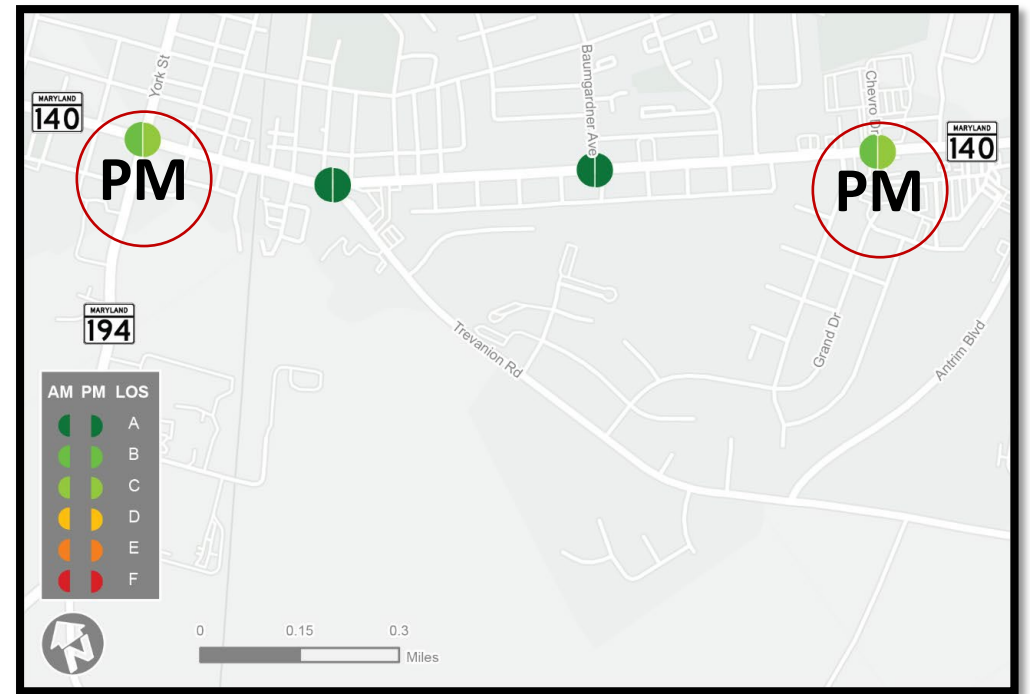 York St
Baumgardner Ave
Chevro Dr
MARYLAND
140
MARYLAND
140
PM
PM
MARYLAND
194
Trevanion Rd
Grand Dr
Antrim Blvd
AM PM LOS
A
B
C
D
E
F
N
0 0.15 0.3
Miles